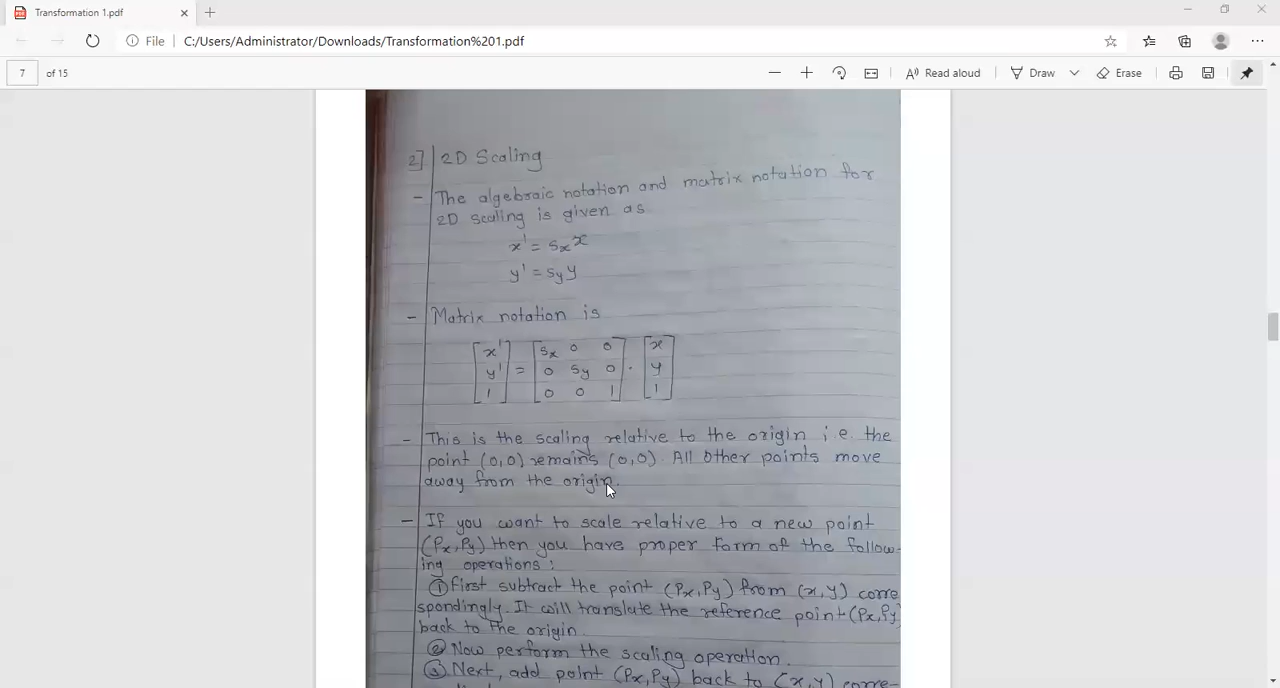 Transformation 1.pdf
File | C:/Users/Administrator/Downloads/Transformation%201.pdf
7 of 15
Read aloud
Draw
Erase
2] 2D Scaling
- The algebraic notation and matrix notation for
2D scaling is given as
x' = Sx x
y' = Sy y
- Matrix notation is
[x'] = [Sx 0 0] . [x]
[y'] [0 Sy 0] [y]
[1] [0 0 1] [1]
- This is the scaling relative to the origin i.e. the
point (0,0) remains (0,0). All other points move
away from the origin.
- If you want to scale relative to a new point
(Px, Py) then you have proper form of the follow-
ing operations:
① First subtract the point (Px, Py) from (x, y) corre
spondingly. It will translate the reference point (Px, Py)
back to the origin.
② Now perform the scaling operation.
③ Next, add point (Px, Py) back to (x, y) corre-